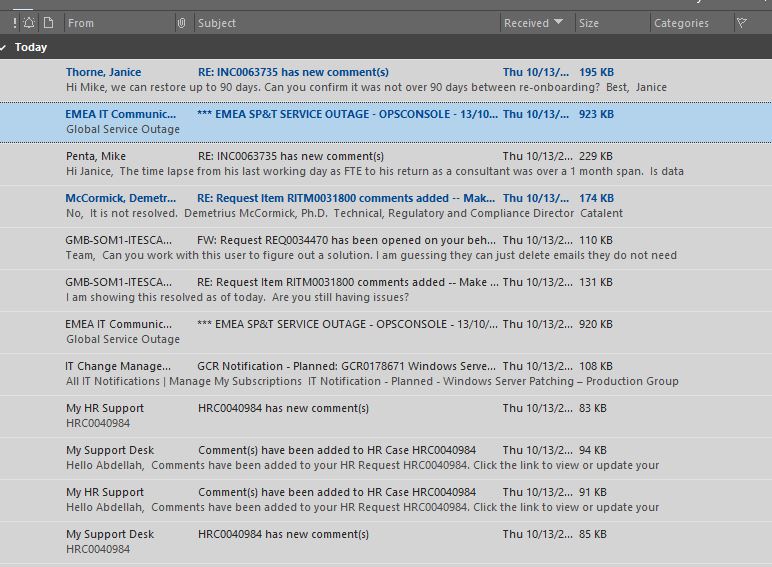 ! From Subject Received Size Categories
Today
Thorne, Janice RE: INC0063735 has new comment(s) Thu 10/13/... 195 KB
Hi Mike, we can restore up to 90 days. Can you confirm it was not over 90 days between re-onboarding? Best, Janice
EMEA IT Communic... *** EMEA SP&T SERVICE OUTAGE - OPSCONSOLE - 13/10... Thu 10/13/... 923 KB
Global Service Outage
Penta, Mike RE: INC0063735 has new comment(s) Thu 10/13/2... 229 KB
Hi Janice, The time lapse from his last working day as FTE to his return as a consultant was over a 1 month span. Is data
McCormick, Demetr... RE: Request Item RITM0031800 comments added -- Mak... Thu 10/13/... 174 KB
No, It is not resolved. Demetrius McCormick, Ph.D. Technical, Regulatory and Compliance Director Catalent
GMB-SOM1-ITESCA... FW: Request REQ0034470 has been opened on your beh... Thu 10/13/2... 110 KB
Team, Can you work with this user to figure out a solution. I am guessing they can just delete emails they do not need
GMB-SOM1-ITESCA... RE: Request Item RITM0031800 comments added -- Make ... Thu 10/13/2... 131 KB
I am showing this resolved as of today. Are you still having issues?
EMEA IT Communic... *** EMEA SP&T SERVICE OUTAGE - OPSCONSOLE - 13/10/... Thu 10/13/2... 920 KB
Global Service Outage
IT Change Manage... GCR Notification - Planned: GCR0178671 Windows Serve... Thu 10/13/2... 108 KB
All IT Notifications | Manage My Subscriptions IT Notification - Planned - Windows Server Patching – Production Group
My HR Support HRC0040984 has new comment(s) Thu 10/13/2... 83 KB
HRC0040984
My Support Desk Comment(s) have been added to HR Case HRC0040984 Thu 10/13/2... 94 KB
Hello Abdellah, Comments have been added to your HR Request HRC0040984. Click the link to view or update your
My HR Support Comment(s) have been added to HR Case HRC0040984 Thu 10/13/2... 91 KB
Hello Abdellah, Comments have been added to your HR Request HRC0040984. Click the link to view or update your
My Support Desk HRC0040984 has new comment(s) Thu 10/13/2... 85 KB
HRC0040984